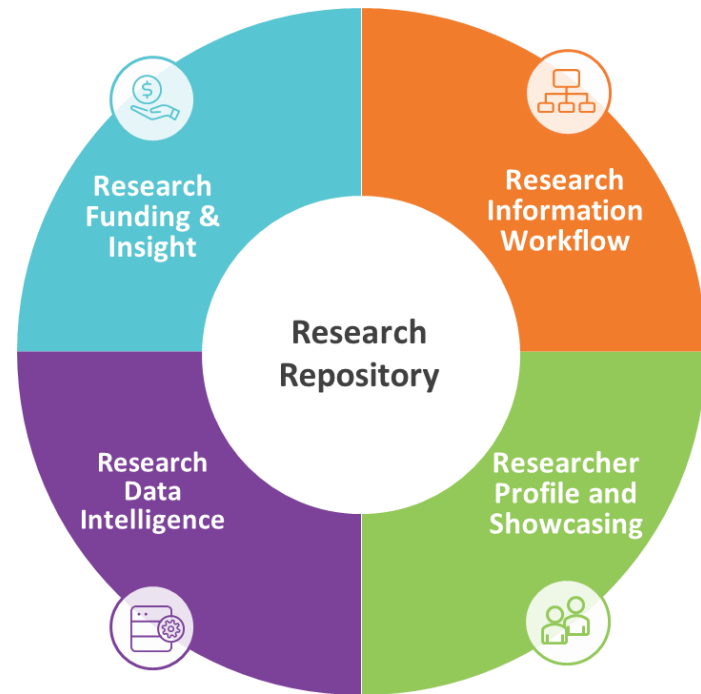 Research
Funding &
Insight
Research
Information
Workflow
Research
Repository
Research
Data
Intelligence
Researcher
Profile and
Showcasing
$